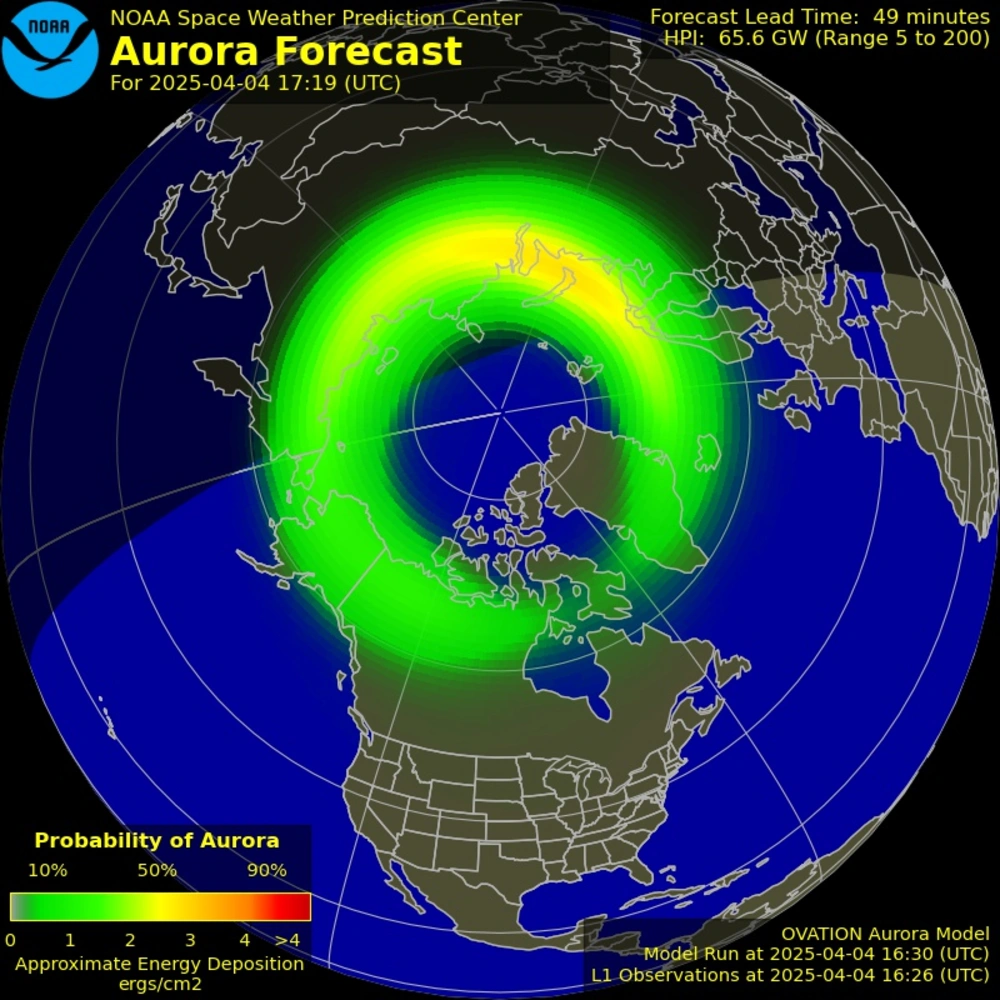 NOAA
NOAA Space Weather Prediction Center
Aurora Forecast
For 2025-04-04 17:19 (UTC)
Forecast Lead Time: 49 minutes
HPI: 65.6 GW (Range 5 to 200)
Probability of Aurora
10% 50% 90%
0 1 2 3 4 >4
Approximate Energy Deposition
ergs/cm2
OVATION Aurora Model
Model Run at 2025-04-04 16:30 (UTC)
L1 Observations at 2025-04-04 16:26 (UTC)